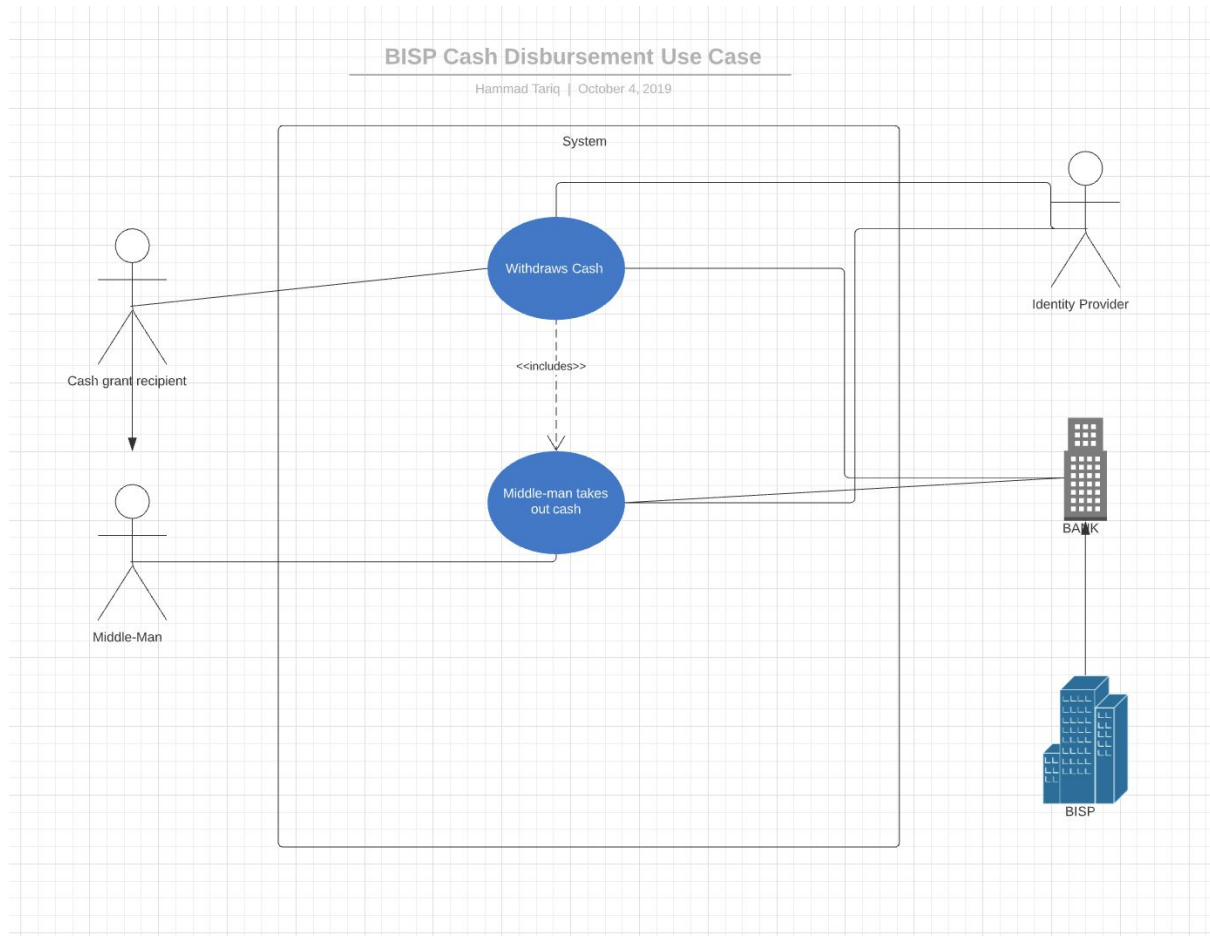 BISP Cash Disbursement Use Case
Hammad Tariq | October 4, 2019
System
Withdraws Cash
Identity Provider
<<includes>>
Cash grant recipient
Middle-man takes
out cash
BANK
Middle-Man
BISP